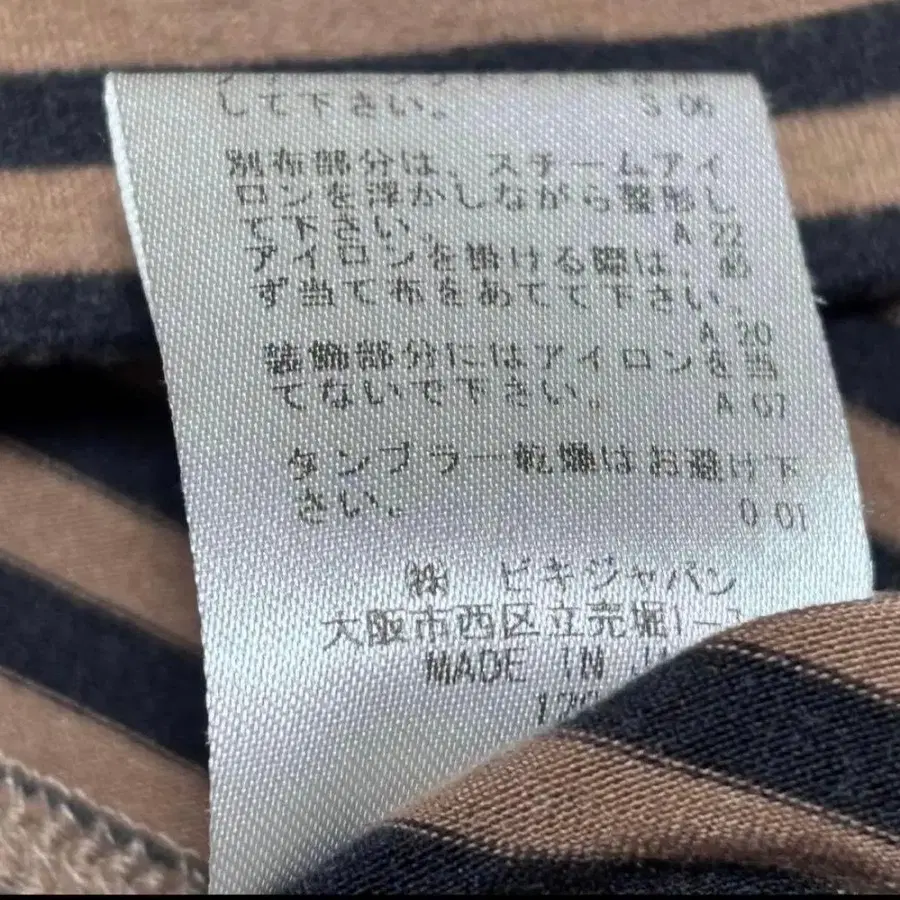 して下さい。 S 06
別布部分は、スチームアイ
ロンを浮かしながら整形し
て下さい。 A 22
アイロンを掛ける際は、必
ず当て布をあてて下さい。
A 20
装飾部分にはアイロンを当
てないで下さい。 A 07
タンブラー乾燥はお避け下
さい。 0 01
㈱ ビキジャパン
大阪市西区立売堀1-
MADE IN